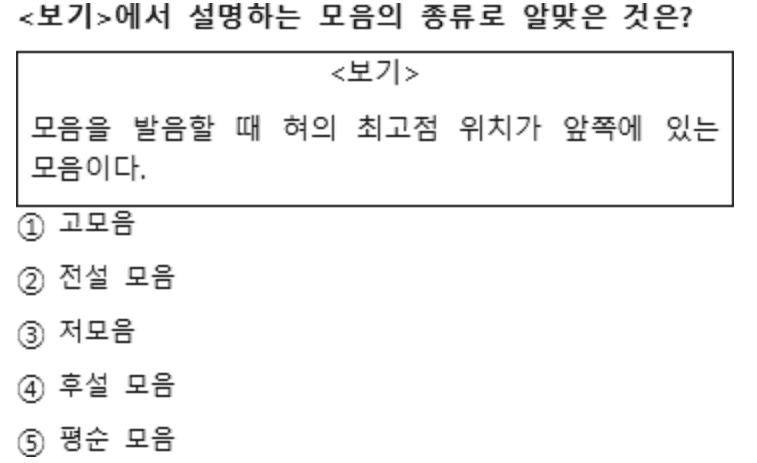 <보기>에서 설명하는 모음의 종류로 알맞은 것은?
<보기>
모음을 발음할 때 혀의 최고점 위치가 앞쪽에 있는
모음이다.
① 고모음
② 전설 모음
③ 저모음
④ 후설 모음
⑤ 평순 모음